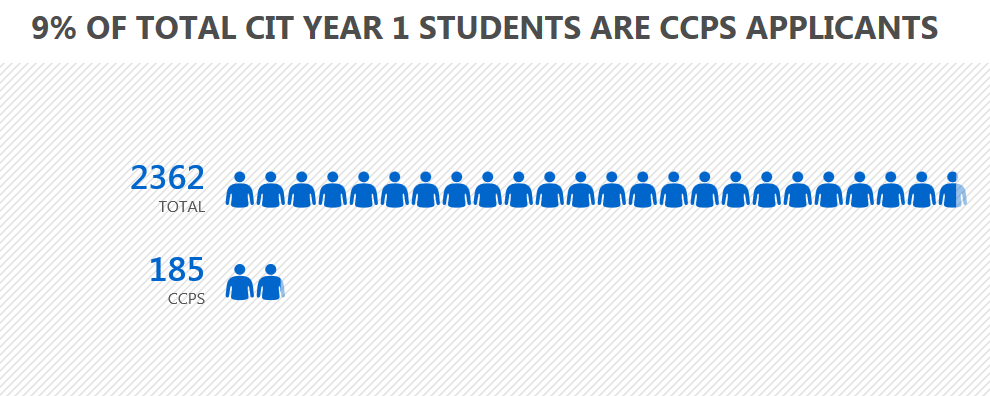 9% OF TOTAL CIT YEAR 1 STUDENTS ARE CCPS APPLICANTS
2362
TOTAL
185
CCPS